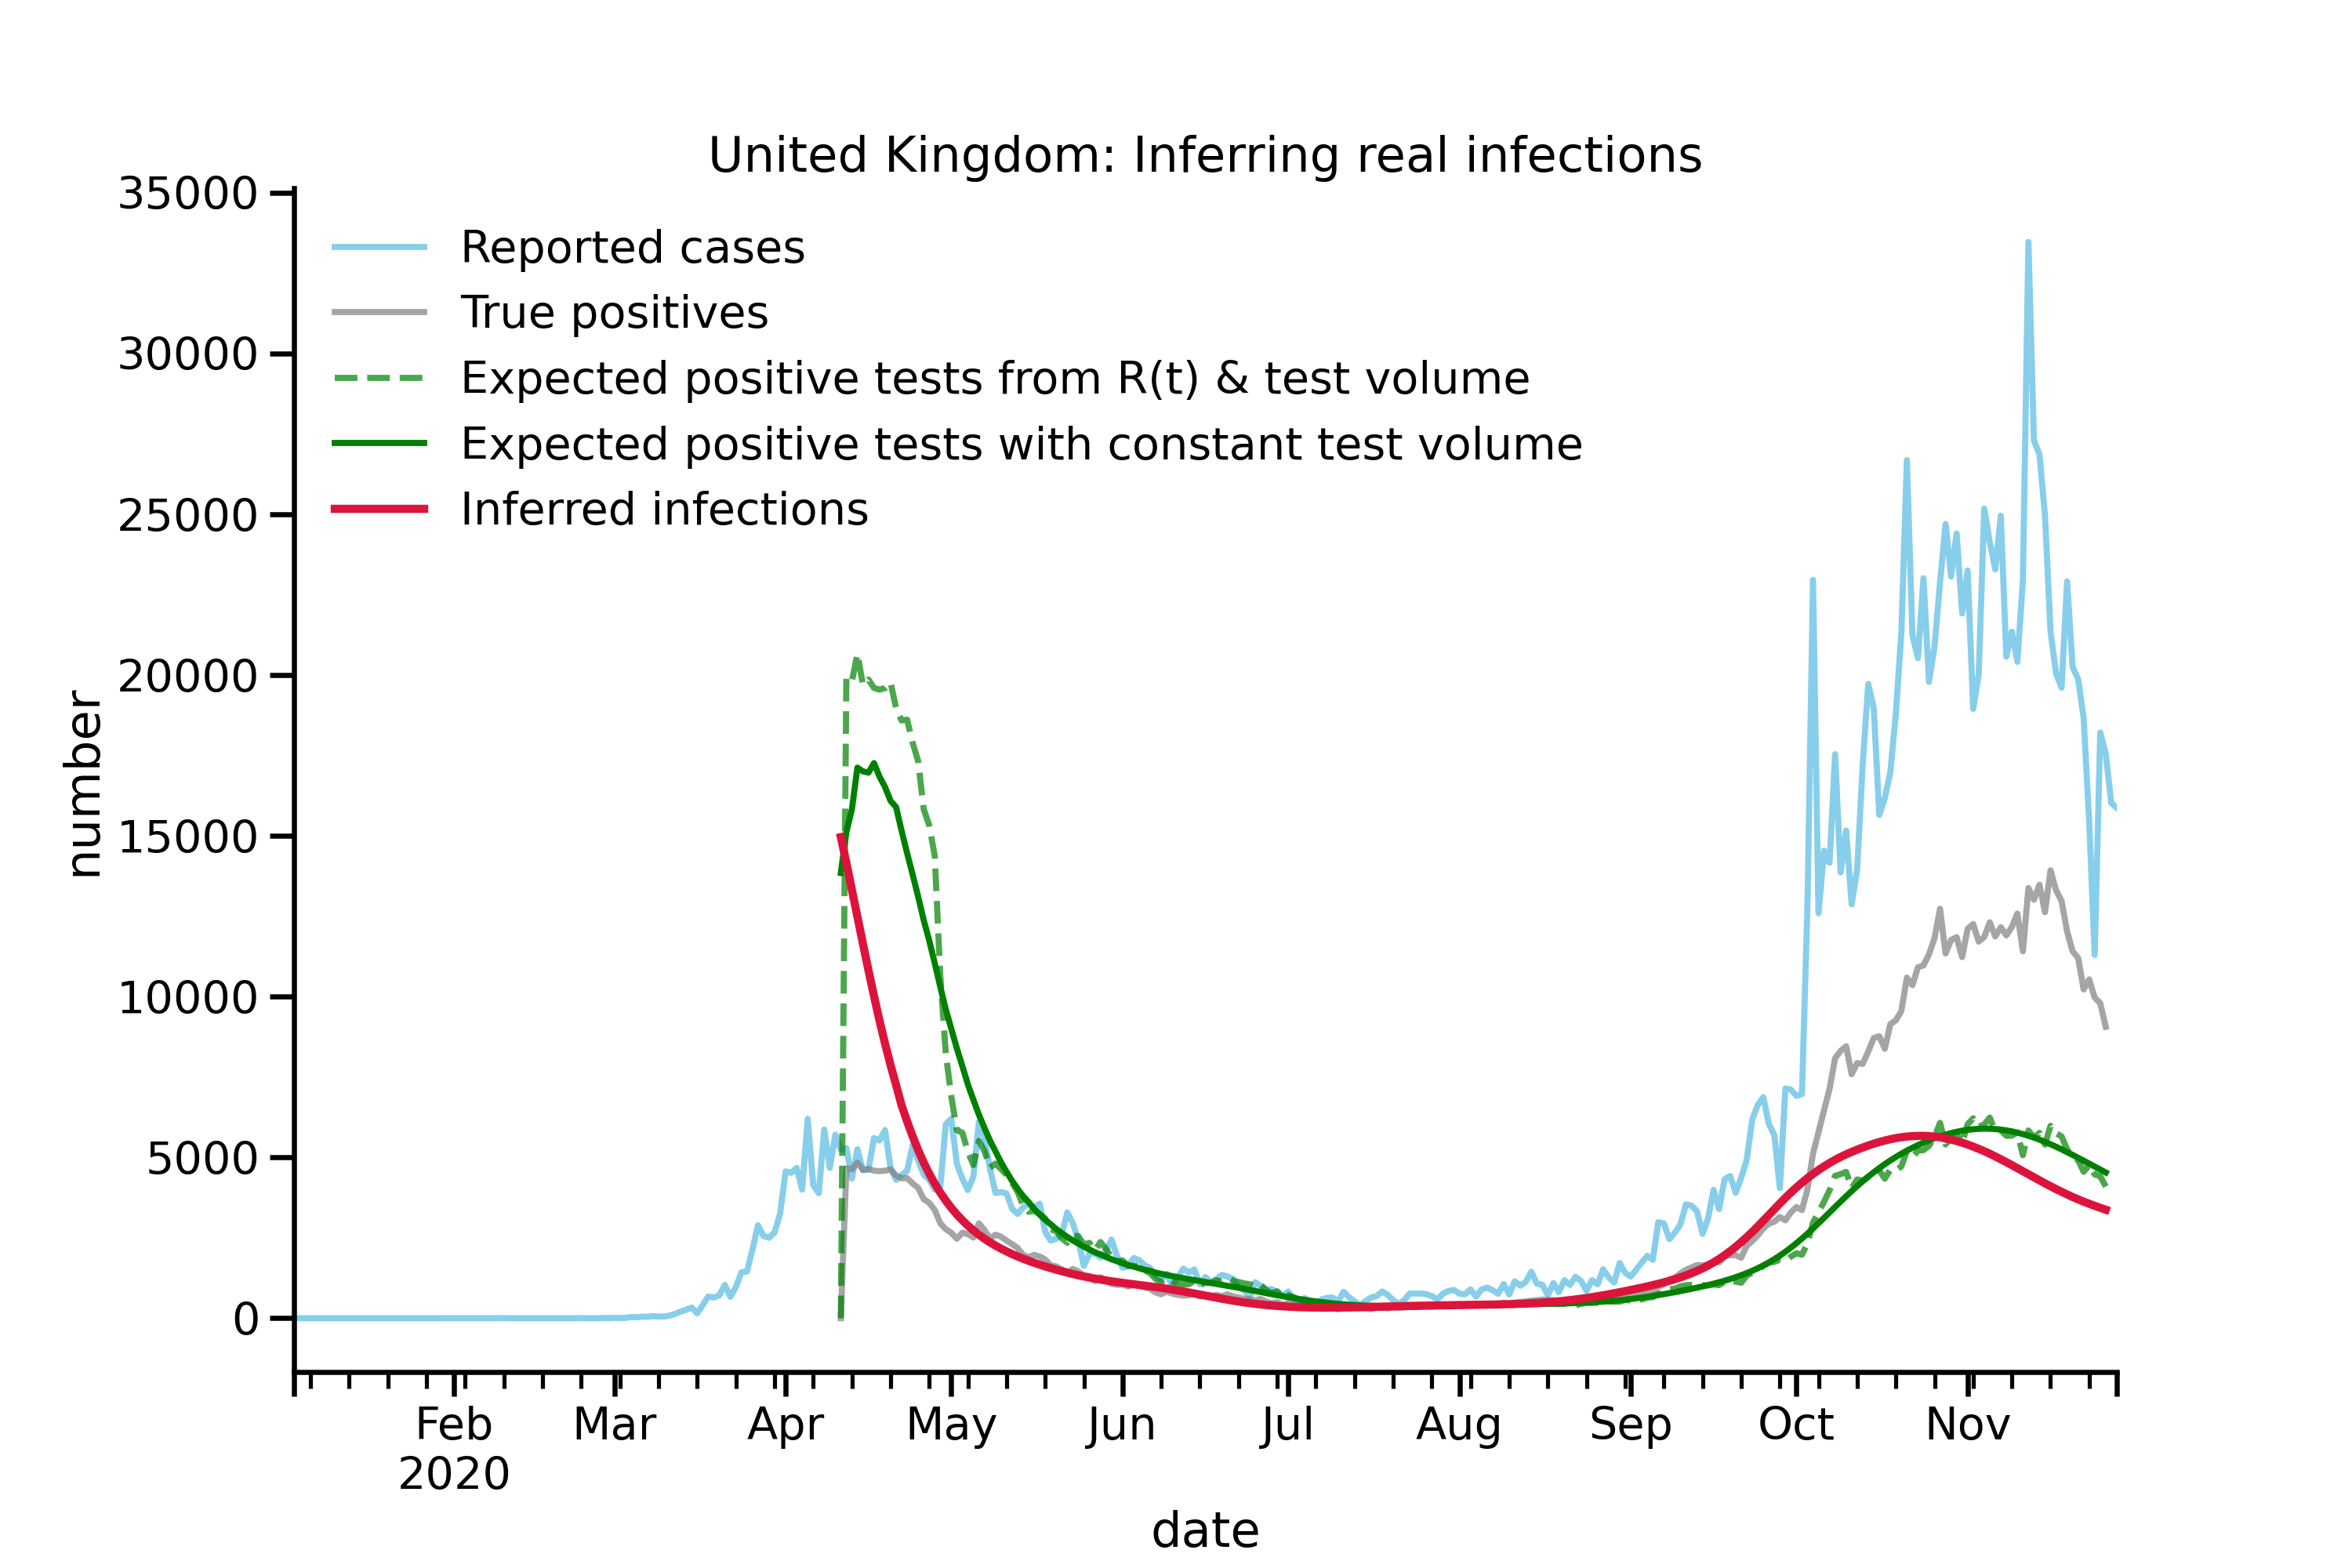 United Kingdom: Inferring real infections
35000
30000
25000
20000
15000
10000
5000
0
number
Reported cases
True positives
Expected positive tests from R(t) & test volume
Expected positive tests with constant test volume
Inferred infections
Feb Mar Apr May Jun Jul Aug Sep Oct Nov
2020
date